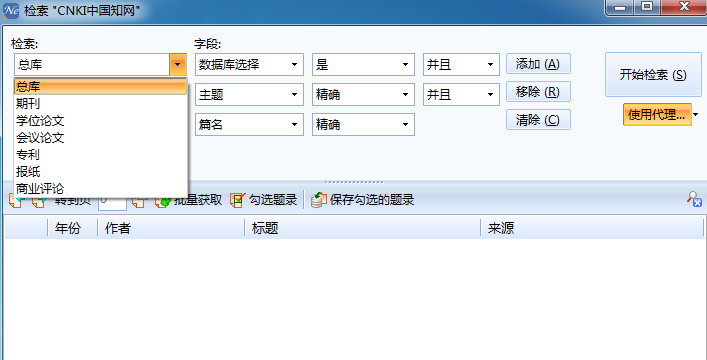 检索 "CNKI中国知网"
检索: 字段:
总库 数据库选择 是 并且 添加 (A) 开始检索 (S)
总库
期刊 主题 精确 并且 移除 (R)
学位论文 篇名 精确 清除 (C) 使用代理...
会议论文
专利
报纸
商业评论
转到页 0 批量获取 勾选题录 保存勾选的题录
年份 作者 标题 来源